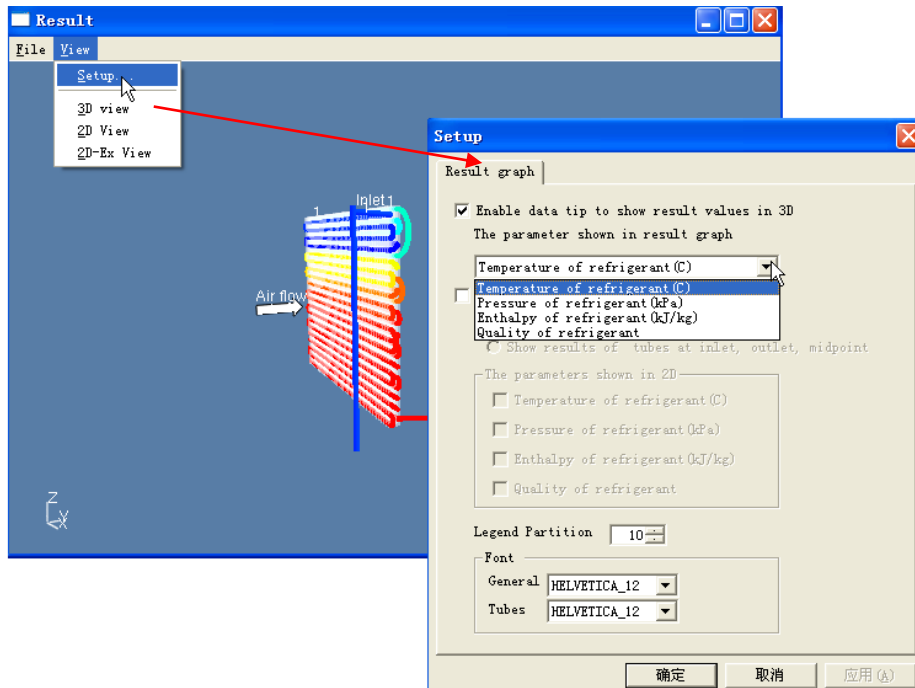 Result
File View
Setup...
3D view
2D View
2D-Ex View
1 Inlet1
Air flow
Z
Y
X
Setup
Result graph
Enable data tip to show result values in 3D
The parameter shown in result graph
Temperature of refrigerant(C)
Temperature of refrigerant(C)
Pressure of refrigerant(kPa)
Enthalpy of refrigerant(kJ/kg)
Quality of refrigerant
Show results of tubes at inlet, outlet, midpoint
The parameters shown in 2D
Temperature of refrigerant(C)
Pressure of refrigerant(kPa)
Enthalpy of refrigerant(kJ/kg)
Quality of refrigerant
Legend Partition 10
Font
General HELVETICA_12
Tubes HELVETICA_12
确定 取消 应用(A)